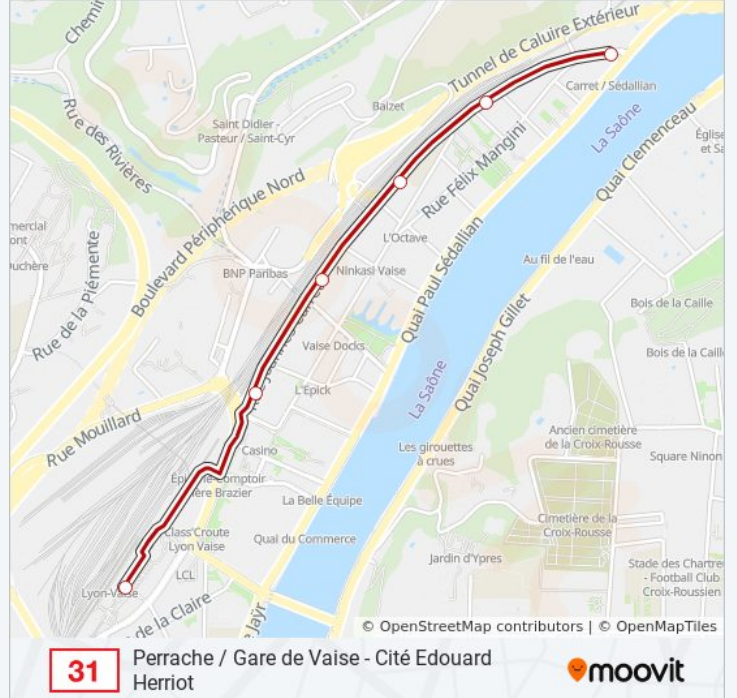 Chemin
Tunnel de Caluire Extérieur
Balzet
Carret / Sédallian
Rue des Rivières
Saint Didier -
Pasteur / Saint-Cyr
La Saône
Quai Clemenceau
Église
et Sa
Rue Félix Mangini
Boulevard Périphérique Nord
mercial
ont
uchère
Rue de la Piémente
L'Octave
BNP Paribas
Ninkasi Vaise
Au fil de l'eau
Quai Paul Sédallian
Bois de la Caille
Vaise Docks
Quai Joseph Gillet
Bois de la Caill
L'Epick
La Saône
Rue Mouillard
Ancien cimetière
de la Croix-Rousse
Casino
Les girouettes
à crues
Square Ninon
Comptoir
Brazier
La Belle Équipe
Cimetière de la
Croix-Rousse
Class'Croute
Lyon Vaise
Quai du Commerce
Jardin d'Ypres
Stade des Chartre
- Football Club
Croix-Roussien
LCL
Lyon-Vaise
de la Claire
e Jayr
© OpenStreetMap contributors | © OpenMapTiles
31
Perrache / Gare de Vaise - Cité Edouard
Herriot
moovit